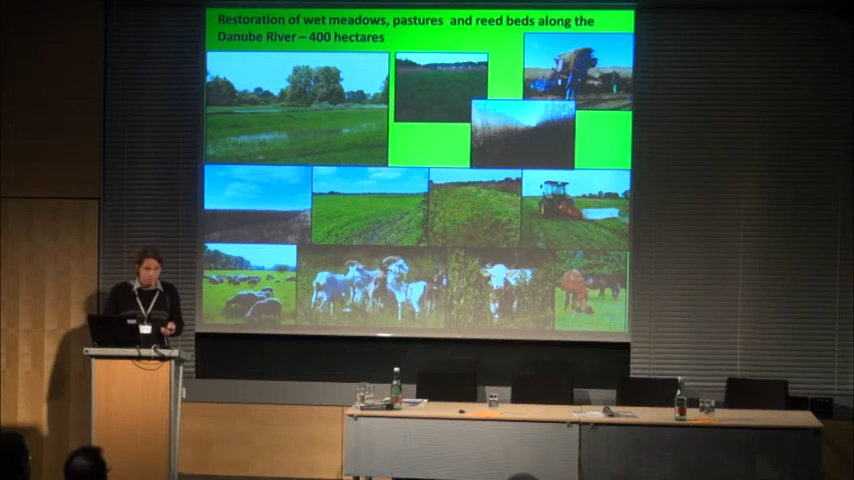 Restoration of wet meadows, pastures  and reed beds along the
Danube River – 400 hectares